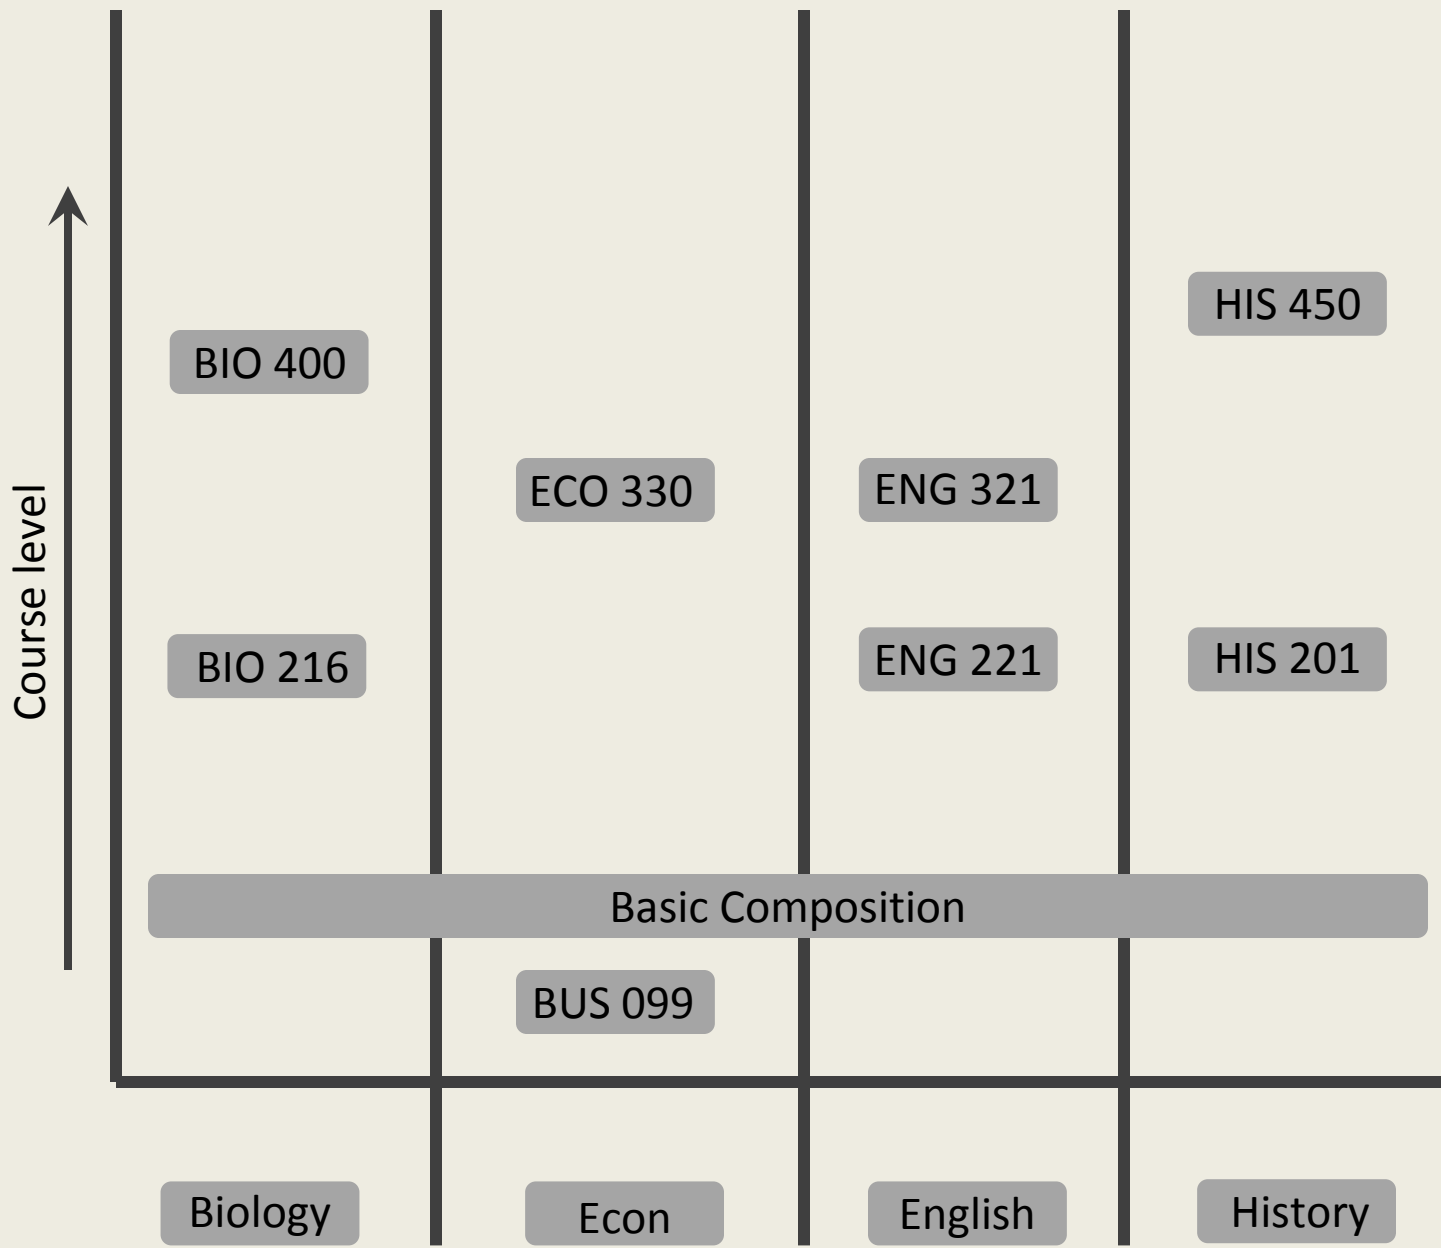 HIS 450
BIO 400
ECO 330
ENG 321
Course level
BIO 216
ENG 221
HIS 201
Basic Composition
BUS 099
Biology
Econ
English
History